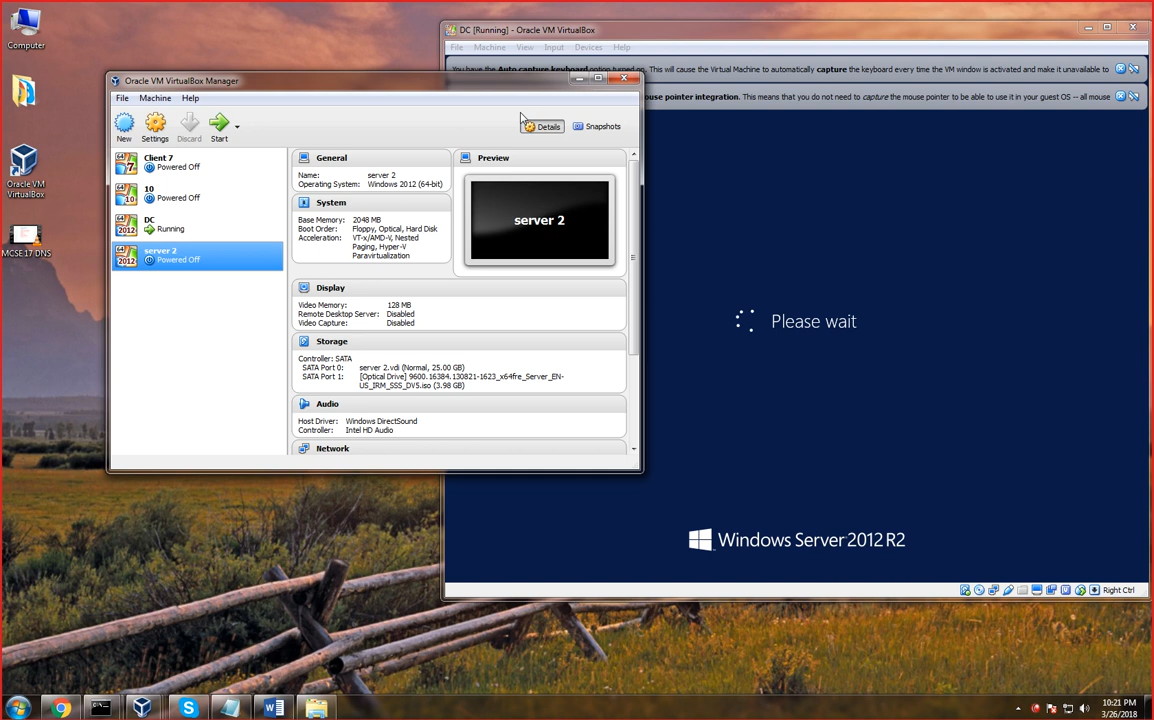 Computer
Oracle VM
VirtualBox
MCSE 17 DNS
DC [Running] - Oracle VM VirtualBox
File Machine View Input Devices Help
You have the Auto capture keyboard option turned on. This will cause the Virtual Machine to automatically capture the keyboard every time the VM window is activated and make it unavailable to
mouse pointer integration. This means that you do not need to capture the mouse pointer to be able to use it in your guest OS -- all mouse
Oracle VM VirtualBox Manager
File Machine Help
New Settings Discard Start
Details Snapshots
Client 7
Powered Off
10
Powered Off
DC
Running
server 2
Powered Off
General
Name: server 2
Operating System: Windows 2012 (64-bit)
System
Base Memory: 2048 MB
Boot Order: Floppy, Optical, Hard Disk
Acceleration: VT-x/AMD-V, Nested
Paging, Hyper-V
Paravirtualization
Preview
server 2
Display
Video Memory: 128 MB
Remote Desktop Server: Disabled
Video Capture: Disabled
Storage
Controller: SATA
SATA Port 0: server 2.vdi (Normal, 25.00 GB)
SATA Port 1: [Optical Drive] 9600.16384.130821-1623_x64fre_Server_EN-
US_IRM_SSS_DV5.iso (3.98 GB)
Audio
Host Driver: Windows DirectSound
Controller: Intel HD Audio
Network
Please wait
Windows Server 2012 R2
Right Ctrl
10:21 PM
3/26/2018